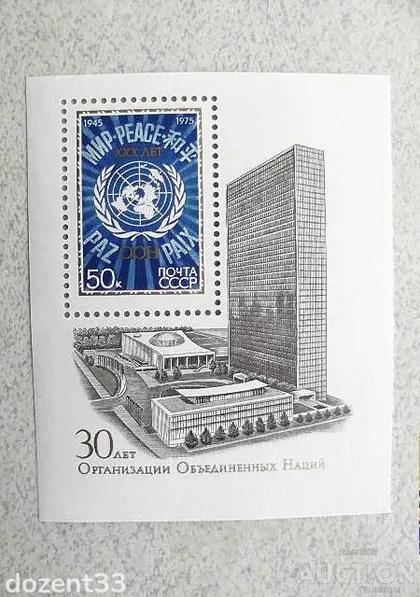 1945 1975
МИР·PEACE·和平
XXX ЛЕТ
ООН
PAZ PAIX
50к ПОЧТА
СССР
30 ЛЕТ
ОРГАНИЗАЦИИ ОБЪЕДИНЕННЫХ НАЦИЙ
dozent33
AUCTION